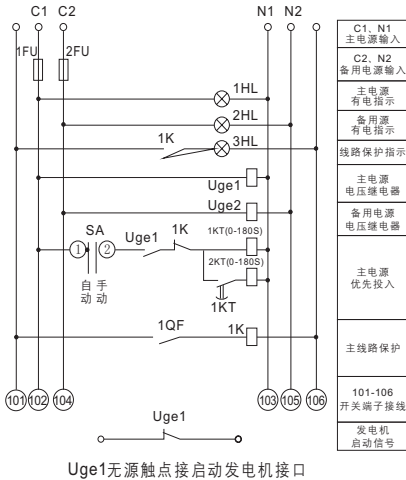 C1 C2 N1 N2
1FU 2FU
1HL
2HL
1K 3HL
Uge1
Uge2
SA
1 2
Uge1
1K
1KT(0-180S)
2KT(0-180S)
自 手
动 动
1KT
1QF 1K
101 102 104 103 105 106
Uge1
Uge1无源触点接启动发电机接口
C1、N1
主电源输入
C2、N2
备用电源输入
主电源
有电指示
备用源
有电指示
线路保护指示
主电源
电压继电器
备用电源
电压继电器
主电源
优先投入
主线路保护
101-106
开关端子接线
发电机
启动信号